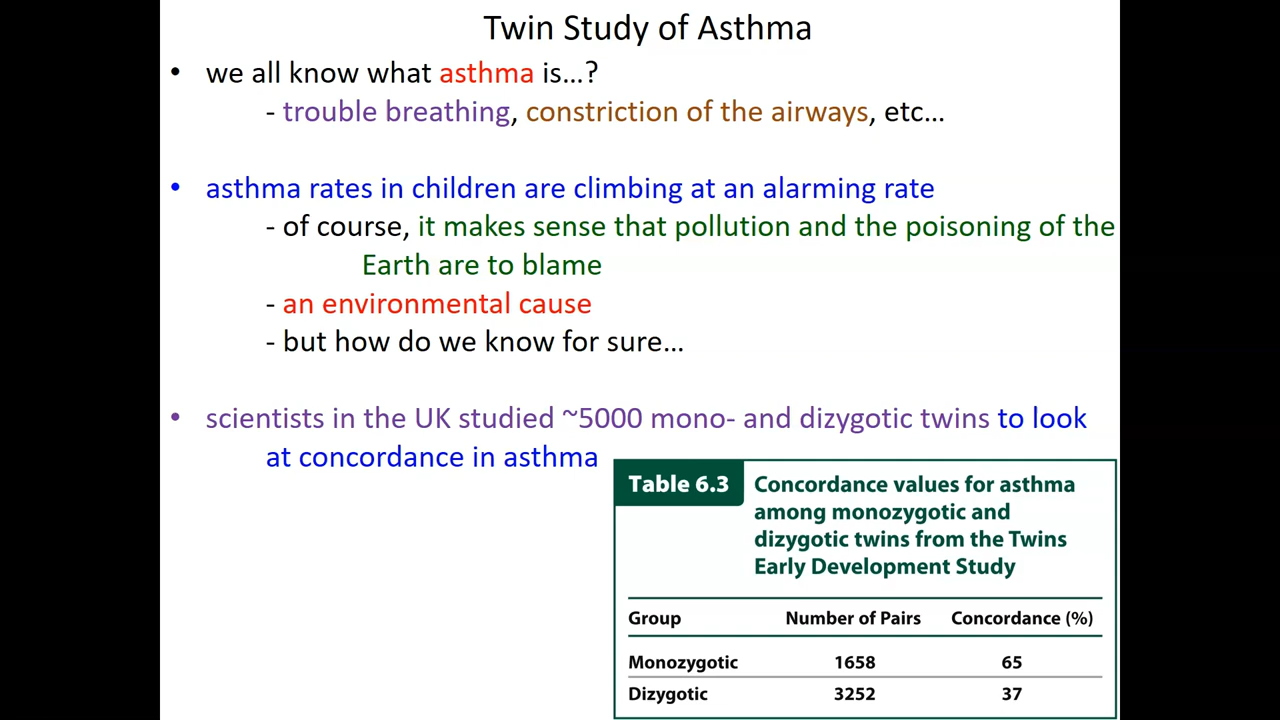 Twin Study of Asthma
• we all know what asthma is…?
- trouble breathing, constriction of the airways, etc…
• asthma rates in children are climbing at an alarming rate
- of course, it makes sense that pollution and the poisoning of the
Earth are to blame
- an environmental cause
- but how do we know for sure…
• scientists in the UK studied ~5000 mono- and dizygotic twins to look
at concordance in asthma
Table 6.3
Concordance values for asthma
among monozygotic and
dizygotic twins from the Twins
Early Development Study
Group Number of Pairs Concordance (%)
Monozygotic 1658 65
Dizygotic 3252 37